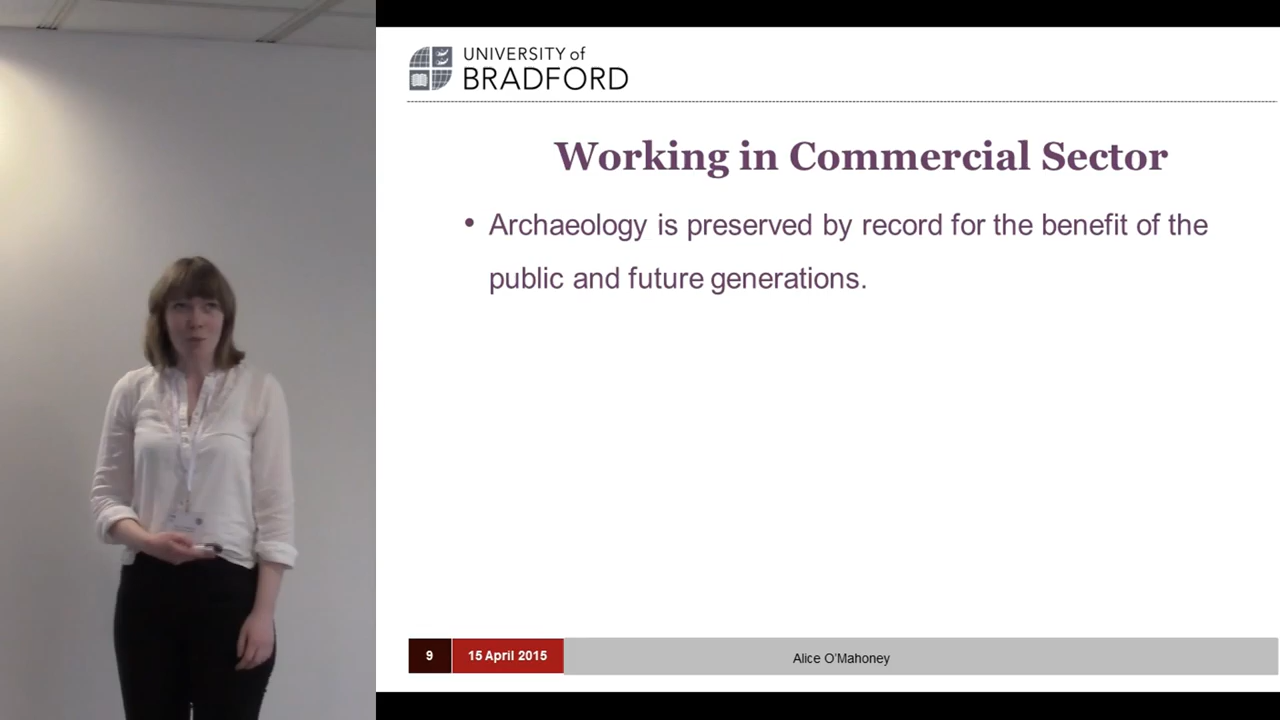 UNIVERSITY of
BRADFORD
Working in Commercial Sector
• Archaeology is preserved by record for the benefit of the
public and future generations.
9
15 April 2015
Alice O'Mahoney